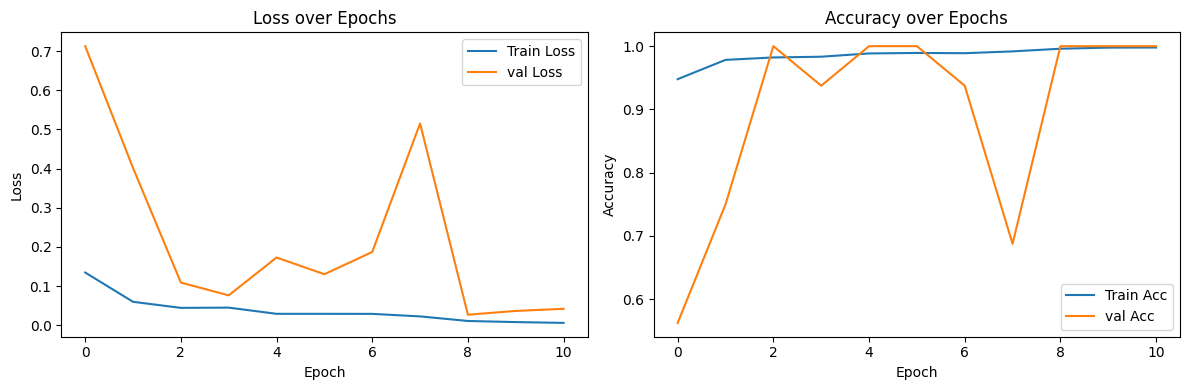 Loss over Epochs
0.7
0.6
0.5
0.4
0.3
0.2
0.1
0.0
Loss
0 2 4 6 8 10
Epoch
Train Loss
val Loss
Accuracy over Epochs
1.0
0.9
0.8
0.7
0.6
Accuracy
0 2 4 6 8 10
Epoch
Train Acc
val Acc